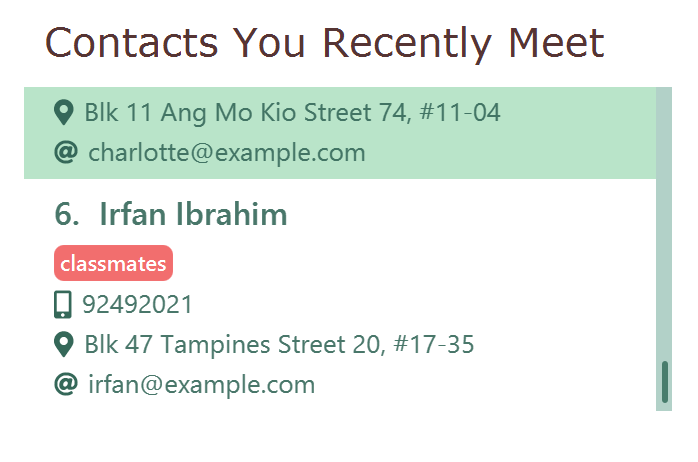 Contacts You Recently Meet
Blk 11 Ang Mo Kio Street 74, #11-04
@ charlotte@example.com
6. Irfan Ibrahim
classmates
92492021
Blk 47 Tampines Street 20, #17-35
@ irfan@example.com